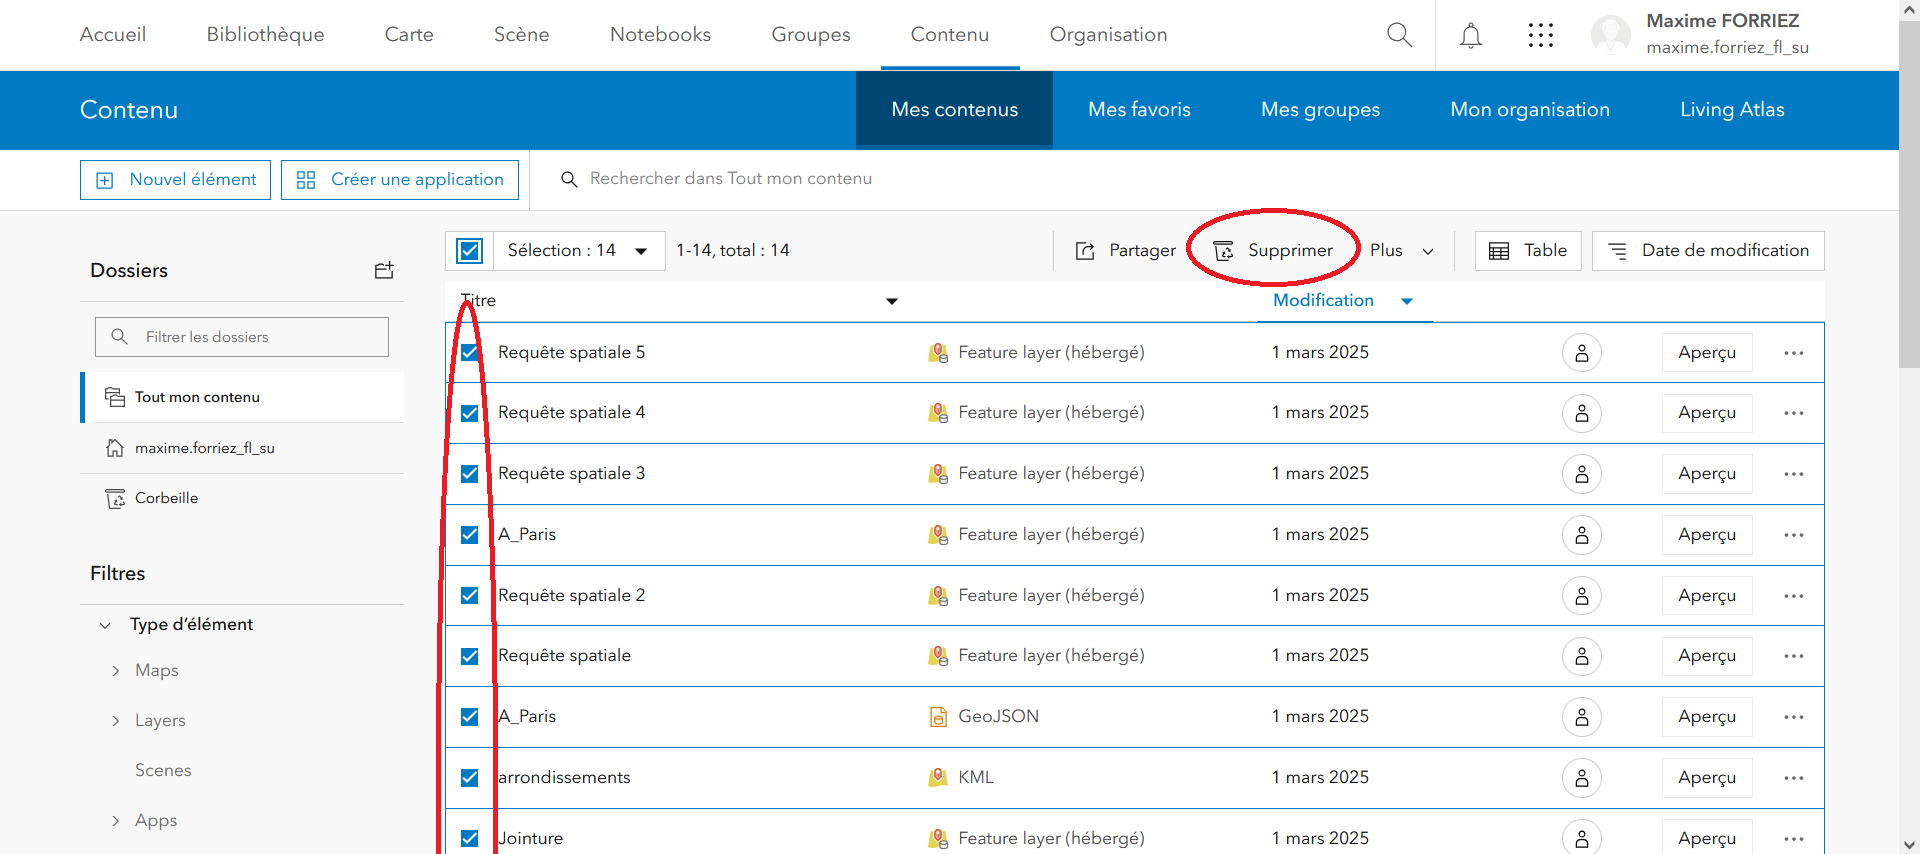 Accueil Bibliothèque Carte Scène Notebooks Groupes Contenu Organisation Maxime FORRIEZ
maxime.forriez_fl_su
Contenu Mes contenus Mes favoris Mes groupes Mon organisation Living Atlas
Nouvel élément Créer une application Rechercher dans Tout mon contenu
Sélection : 14 1-14, total : 14 Partager Supprimer Plus Table Date de modification
Dossiers
Filtrer les dossiers
Tout mon contenu
maxime.forriez_fl_su
Corbeille
Filtres
Type d'élément
Maps
Layers
Scenes
Apps
Titre Modification
Requête spatiale 5 Feature layer (hébergé) 1 mars 2025 Aperçu
Requête spatiale 4 Feature layer (hébergé) 1 mars 2025 Aperçu
Requête spatiale 3 Feature layer (hébergé) 1 mars 2025 Aperçu
A_Paris Feature layer (hébergé) 1 mars 2025 Aperçu
Requête spatiale 2 Feature layer (hébergé) 1 mars 2025 Aperçu
Requête spatiale Feature layer (hébergé) 1 mars 2025 Aperçu
A_Paris GeoJSON 1 mars 2025 Aperçu
arrondissements KML 1 mars 2025 Aperçu
Jointure Feature layer (hébergé) 1 mars 2025 Aperçu